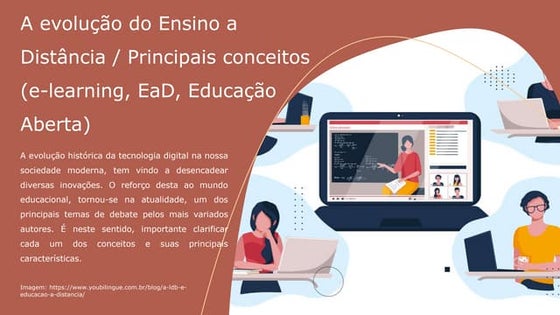 A evolução do Ensino a
Distância / Principais conceitos
(e-learning, EaD, Educação
Aberta)
A evolução histórica da tecnologia digital na nossa
sociedade moderna, tem vindo a desencadear
diversas inovações. O reforço desta ao mundo
educacional, tornou-se na atualidade, um dos
principais temas de debate pelos mais variados
autores. É neste sentido, importante clarificar
cada um dos conceitos e suas principais
características.
Imagem: https://www.youbilingue.com.br/blog/a-ldb-e-
educacao-a-distancia/